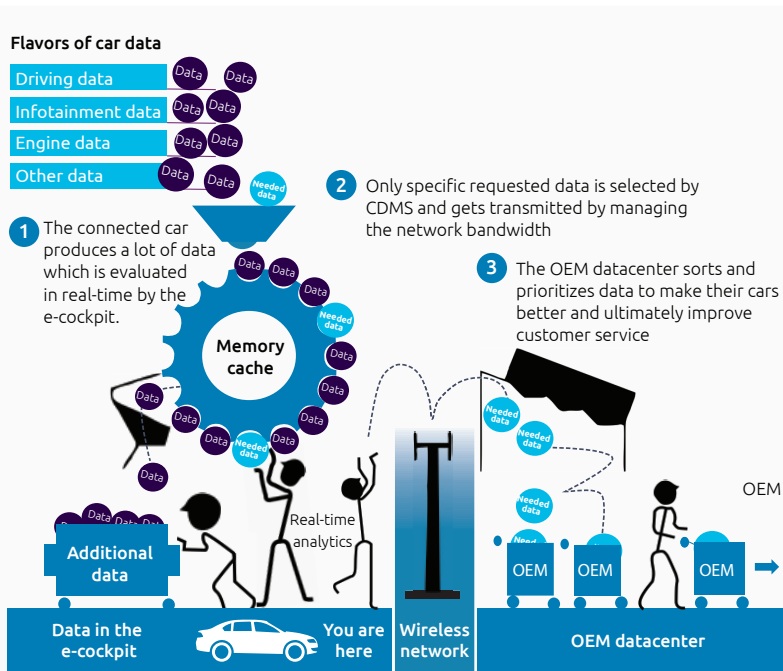 Flavors of car data
Driving data
Data
Data
Infotainment data
Data
Data
Engine data
Data
Data
Other data
Data
Data
Needed
data
1
The connected car
produces a lot of data
which is evaluated
in real-time by the
e-cockpit.
2
Only specific requested data is selected by
CDMS and gets transmitted by managing
the network bandwidth
3
The OEM datacenter sorts and
prioritizes data to make their cars
better and ultimately improve
customer service
Data
Data
Data
Needed
data
Data
Data
Data
Data
Needed
data
Data
Data
Memory
cache
Data
Data
Data
Data
Data
Data
Additional
data
Real-time
analytics
Needed
data
Needed
data
Needed
data
OEM
OEM
OEM
OEM
Data in the
e-cockpit
You are
here
Wireless
network
OEM datacenter